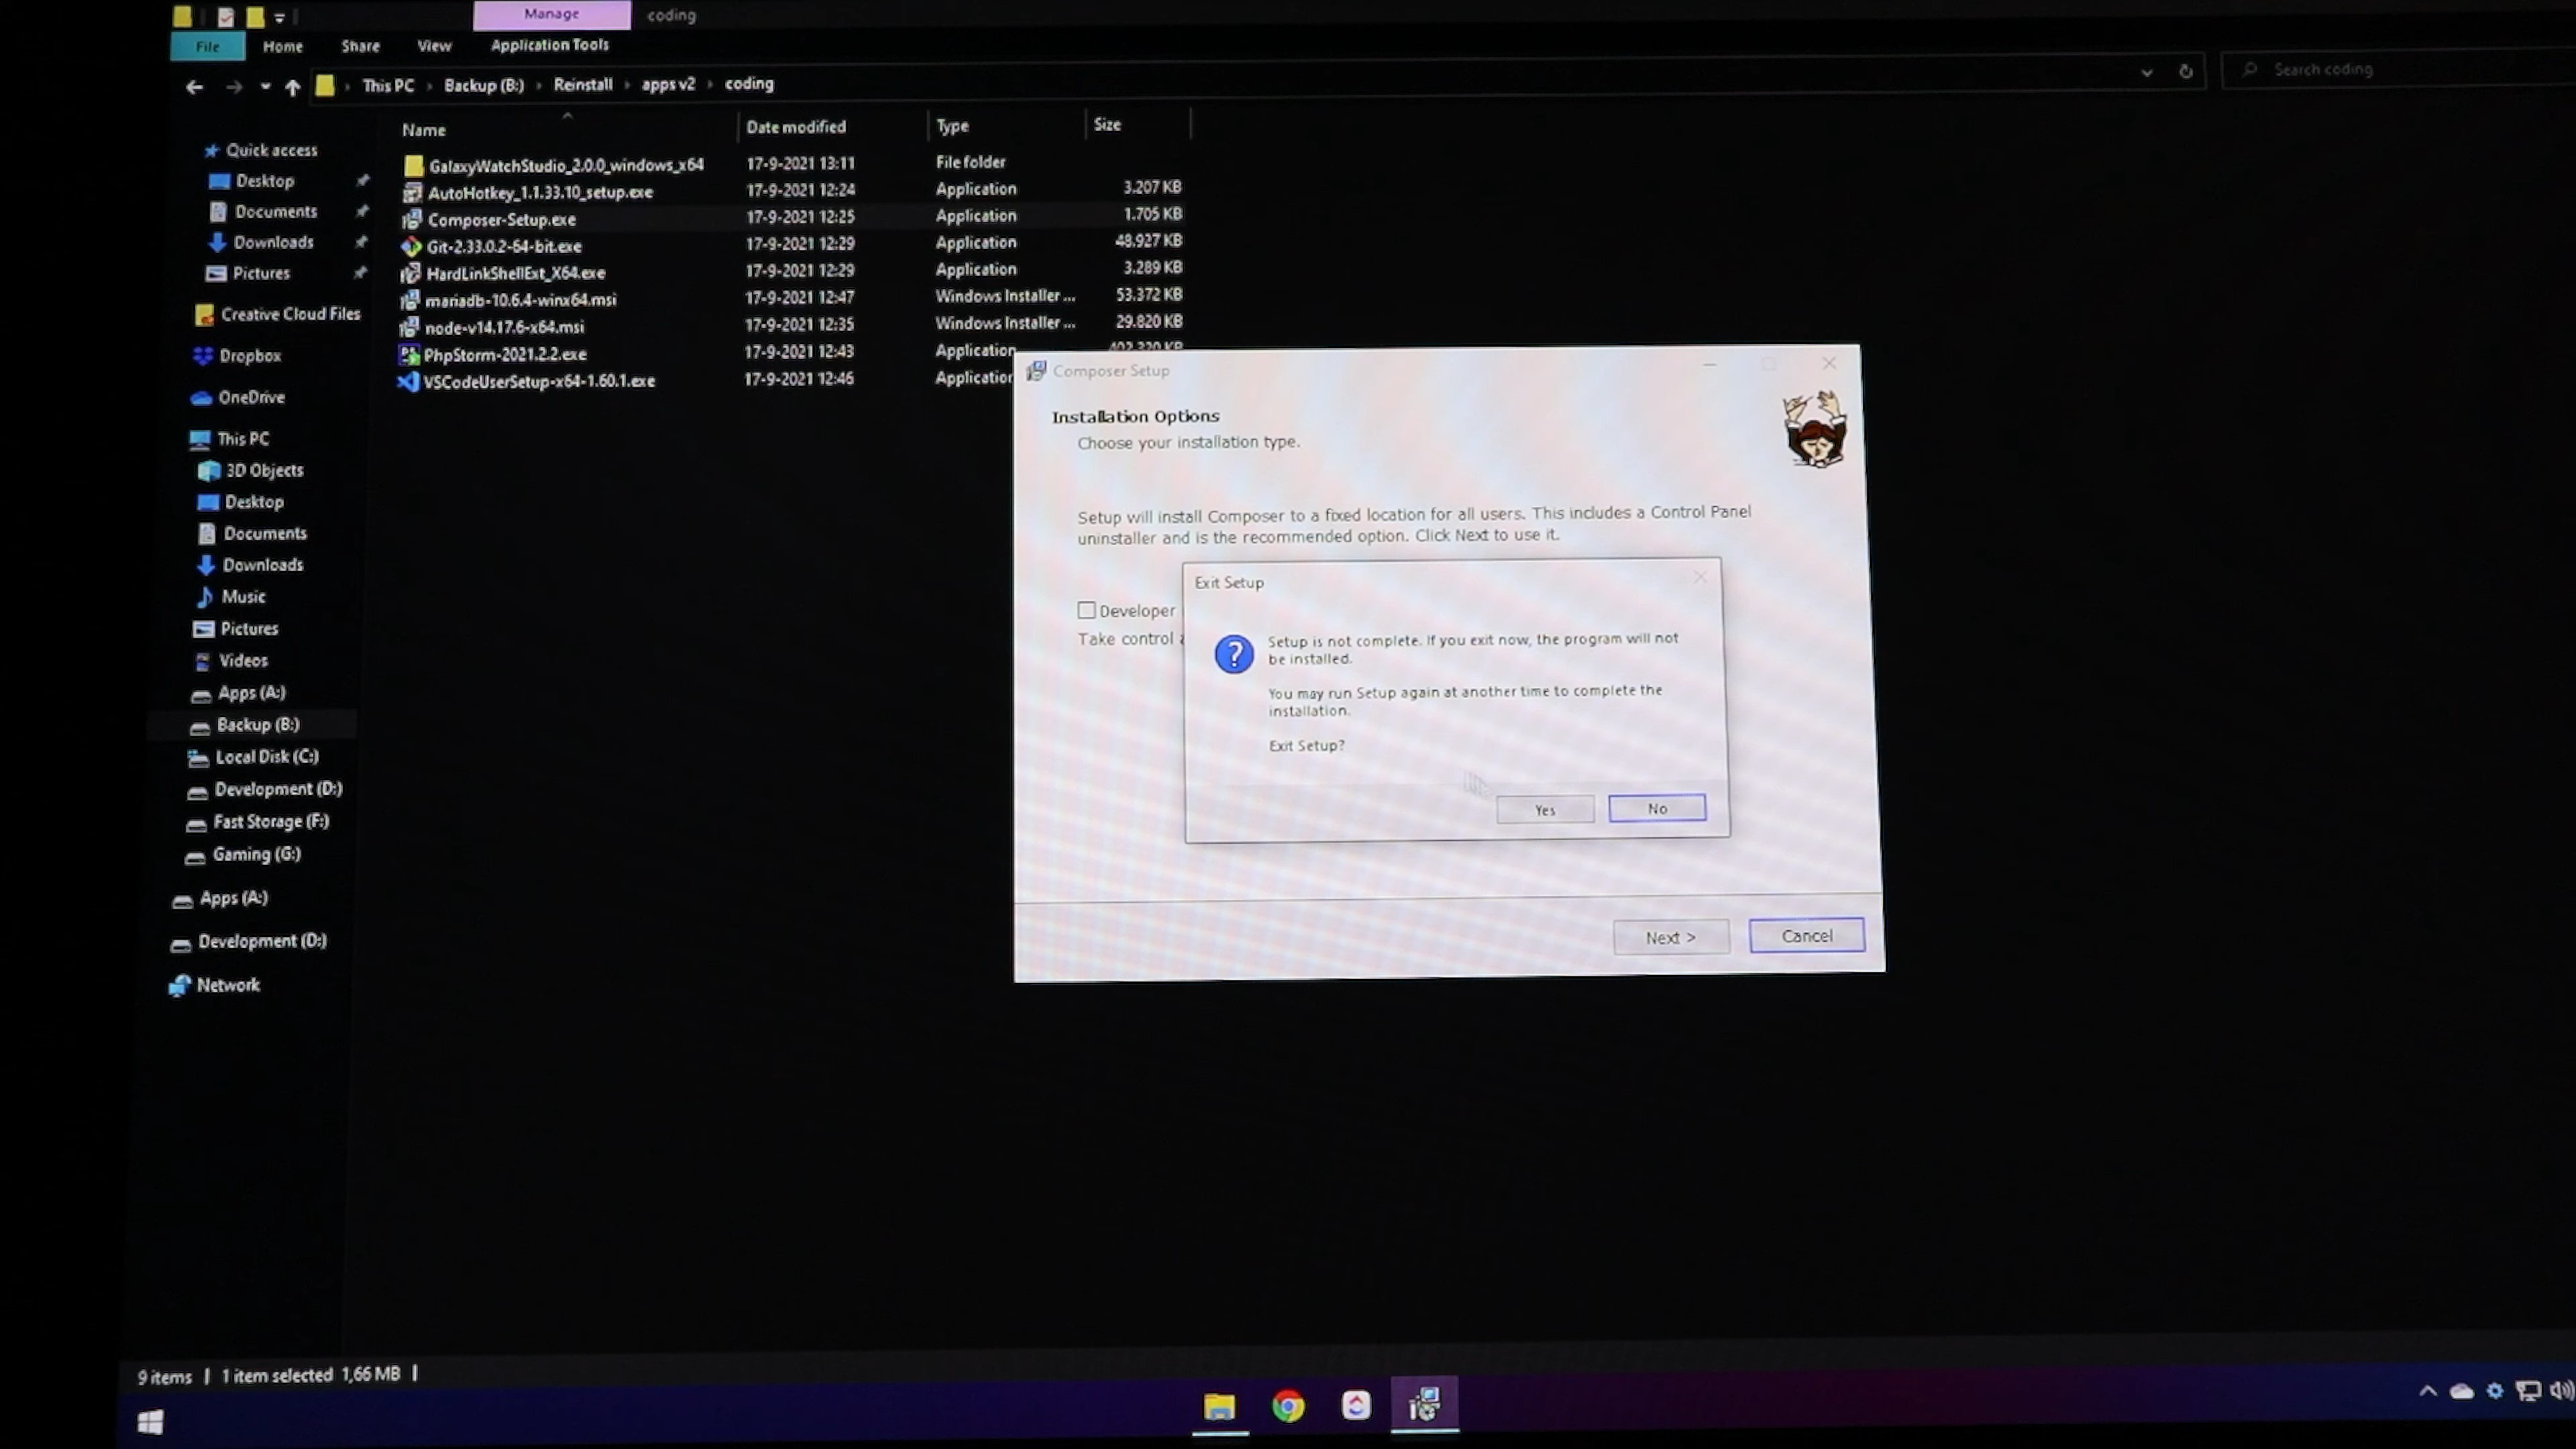 Manage
coding
File
Home
Share
View
Application Tools
This PC
Backup (B:)
Reinstall
apps v2
coding
Search coding
Name
Date modified
Type
Size
GalaxyWatchStudio_2.0.0_windows_x64 17-9-2021 13:11 File folder
AutoHotkey_1.1.33.10_setup.exe 17-9-2021 12:24 Application 3.207 KB
Composer-Setup.exe 17-9-2021 12:25 Application 1.705 KB
Git-2.33.0.2-64-bit.exe 17-9-2021 12:29 Application 48.927 KB
HardLinkShellExt_X64.exe 17-9-2021 12:29 Application 3.289 KB
mariadb-10.6.4-winx64.msi 17-9-2021 12:47 Windows Installer ... 53.372 KB
node-v14.17.6-x64.msi 17-9-2021 12:35 Windows Installer ... 29.820 KB
PhpStorm-2021.2.2.exe 17-9-2021 12:43 Application 402.320 KB
VSCodeUserSetup-x64-1.60.1.exe 17-9-2021 12:46 Application
Quick access
Desktop
Documents
Downloads
Pictures
Creative Cloud Files
Dropbox
OneDrive
This PC
3D Objects
Desktop
Documents
Downloads
Music
Pictures
Videos
Apps (A:)
Backup (B:)
Local Disk (C:)
Development (D:)
Fast Storage (F:)
Gaming (G:)
Apps (A:)
Development (D:)
Network
Composer Setup
Installation Options
Choose your installation type.
Setup will install Composer to a fixed location for all users. This includes a Control Panel
uninstaller and is the recommended option. Click Next to use it.
Developer
Take control
Exit Setup
Setup is not complete. If you exit now, the program will not
be installed.
You may run Setup again at another time to complete the
installation.
Exit Setup?
Yes
No
Next >
Cancel
9 items
1 item selected 1,66 MB